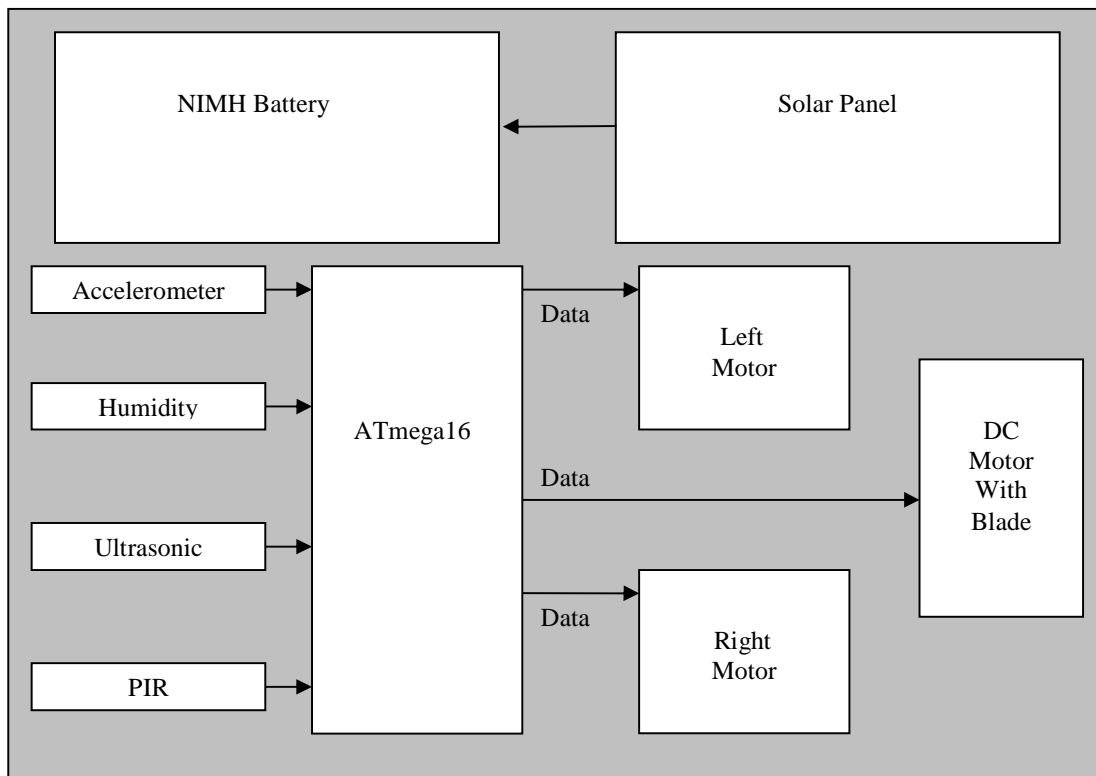 NIMH Battery
Solar Panel
Accelerometer
Humidity
Ultrasonic
PIR
ATmega16
Data
Left
Motor
Data
DC
Motor
With
Blade
Data
Right
Motor